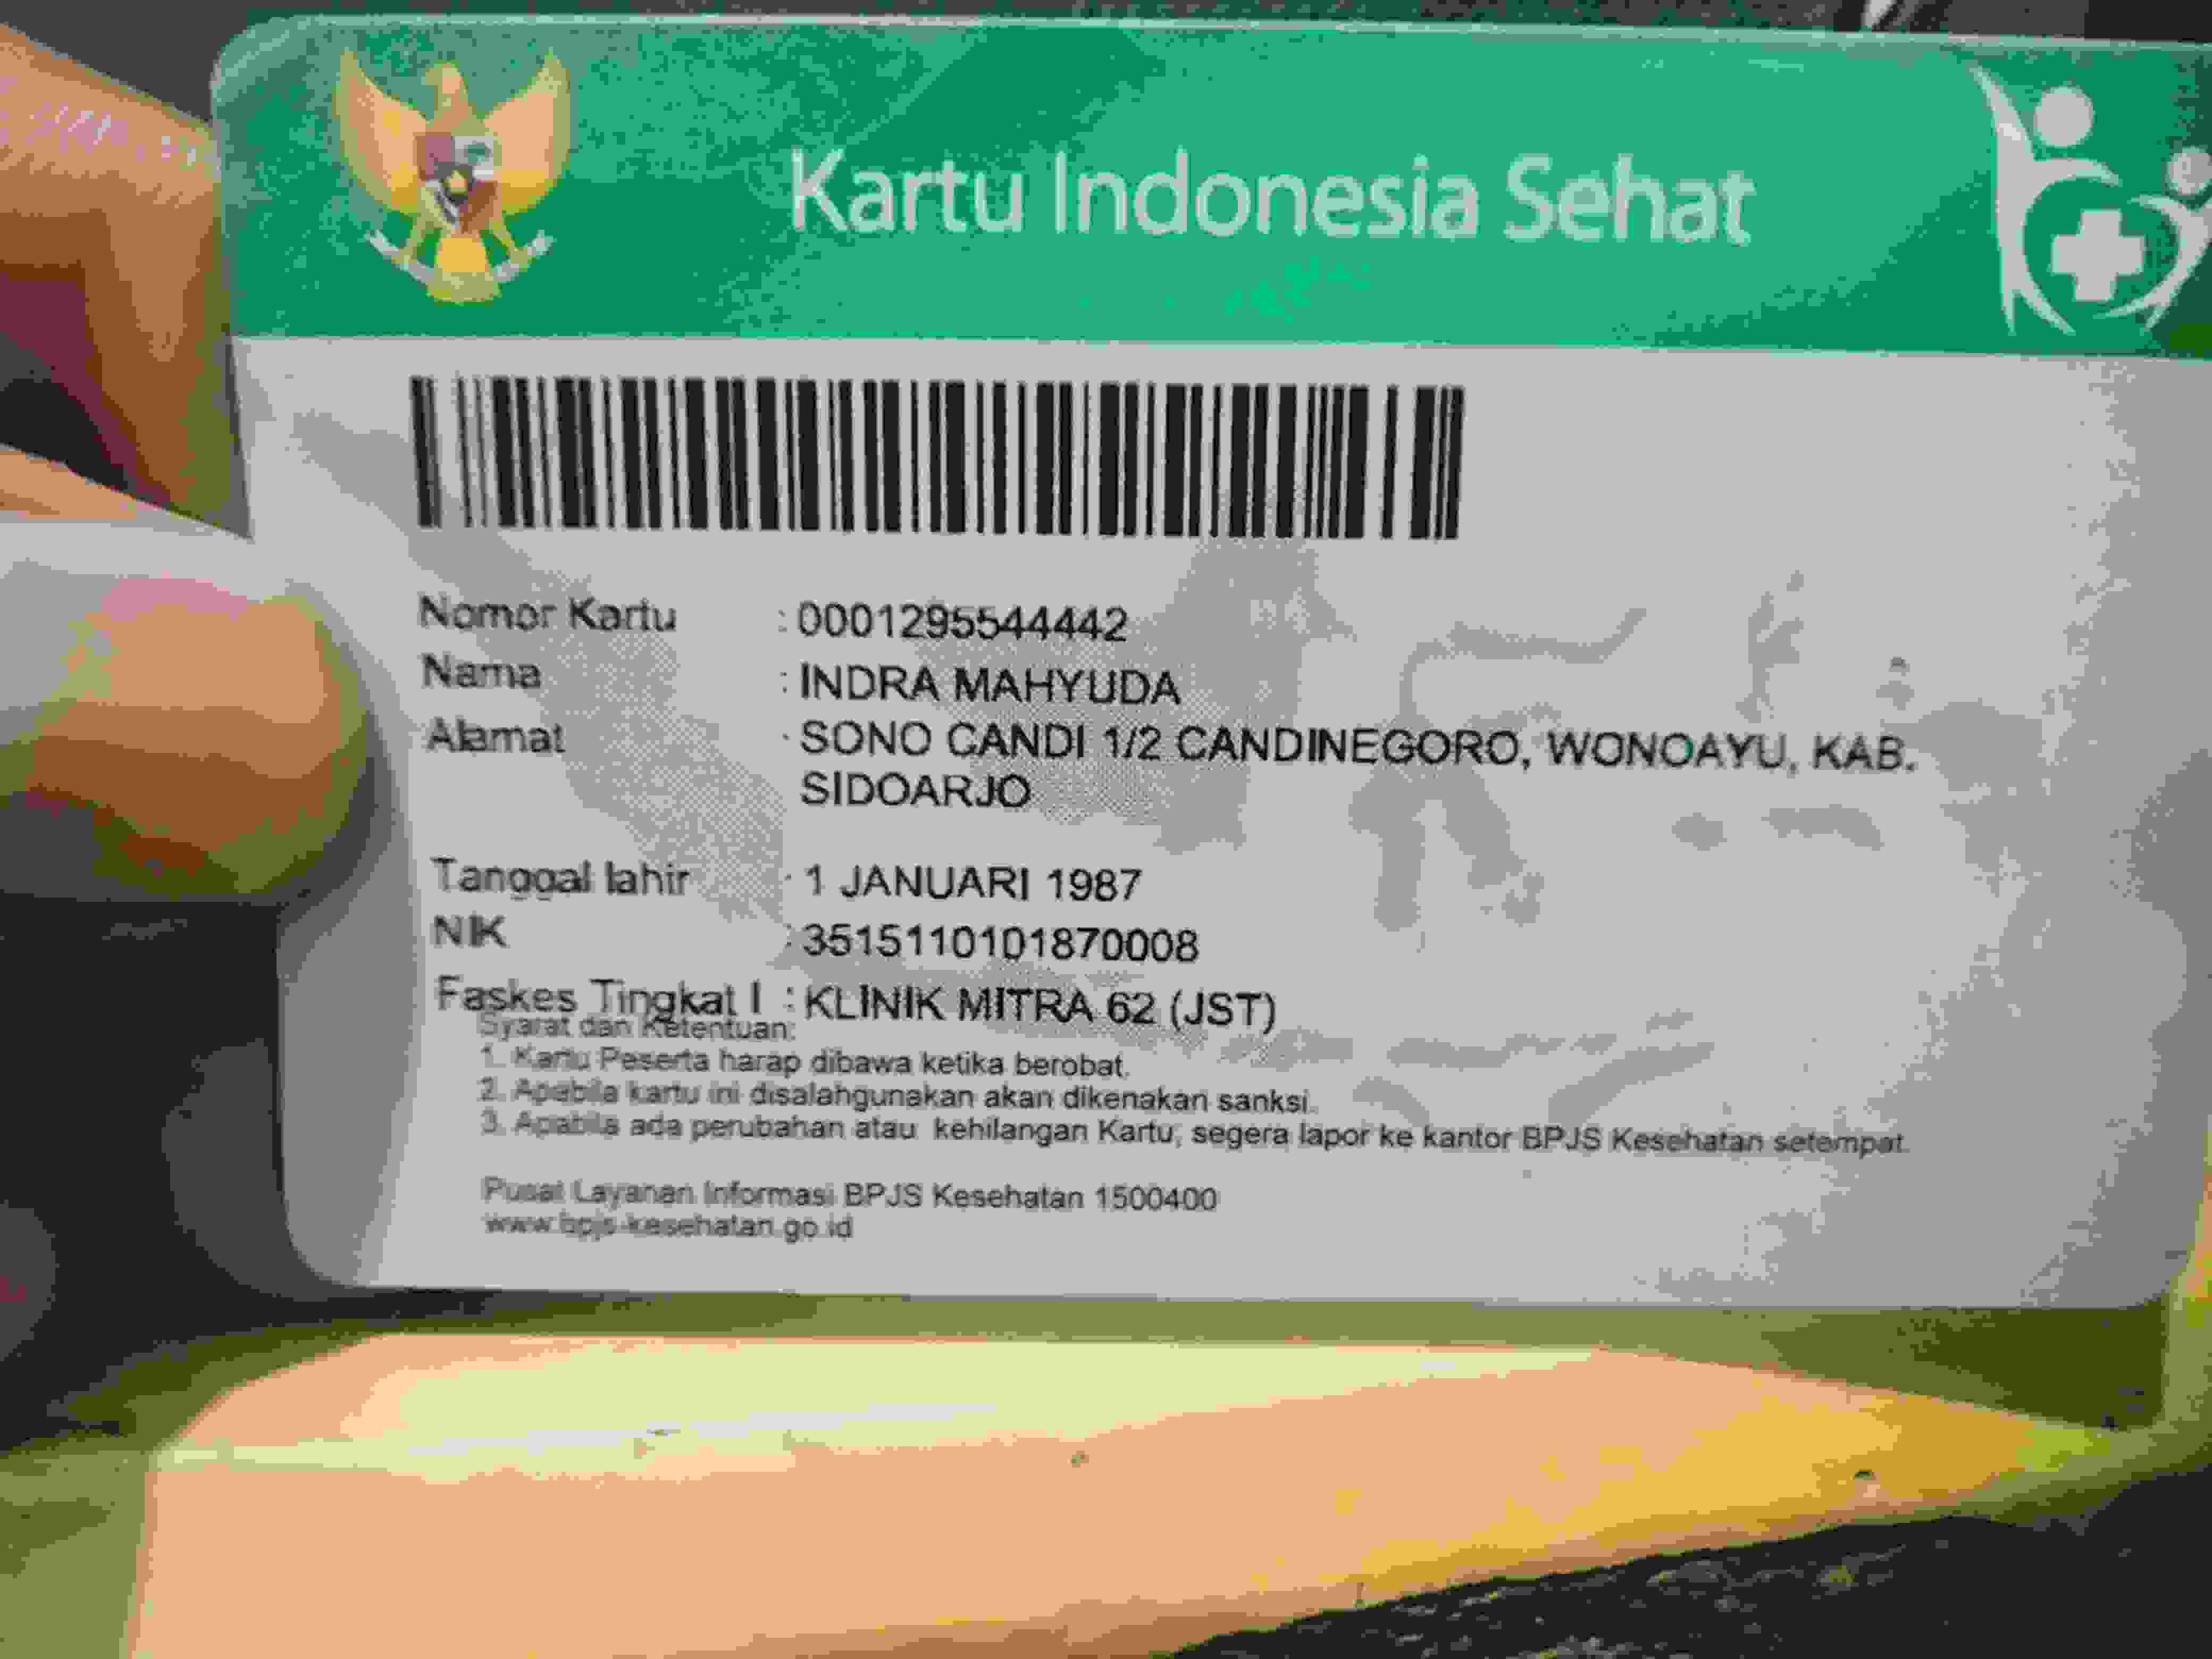 Kartu Indonesia Sehat
Nomor Kartu : 0001295544442
Nama : INDRA MAHYUDA
Alamat : SONO CANDI 1/2 CANDINEGORO, WONOAYU, KAB.
SIDOARJO
Tanggal lahir : 1 JANUARI 1987
NIK : 3515110101870008
Faskes Tingkat I : KLINIK MITRA 62 (JST)
Syarat dan Ketentuan:
1. Kartu Peserta harap dibawa ketika berobat.
2. Apabila kartu ini disalahgunakan akan dikenakan sanksi.
3. Apabila ada perubahan atau kehilangan Kartu, segera lapor ke kantor BPJS Kesehatan setempat.
Pusat Layanan Informasi BPJS Kesehatan 1500400
www.bpjs-kesehatan.go.id